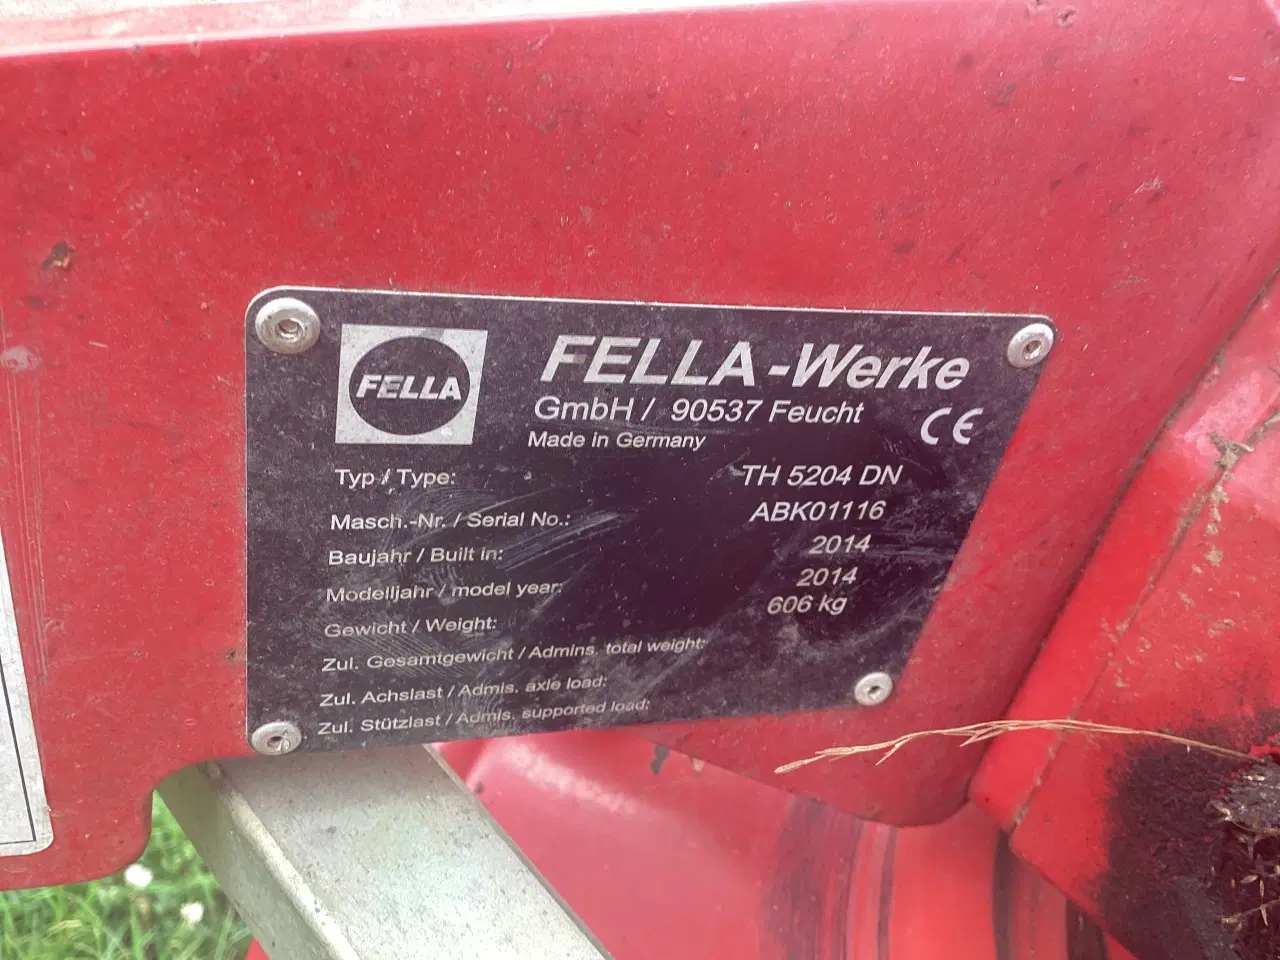 FELLA
FELLA-Werke
GmbH / 90537 Feucht
Made in Germany
CE
Typ / Type: TH 5204 DN
Masch.-Nr. / Serial No.: ABK01116
Baujahr / Built in: 2014
Modelljahr / model year: 2014
Gewicht / Weight: 606 kg
Zul. Gesamtgewicht / Admins. total weight:
Zul. Achslast / Admis. axle load:
Zul. Stützlast / Admis. supported load: